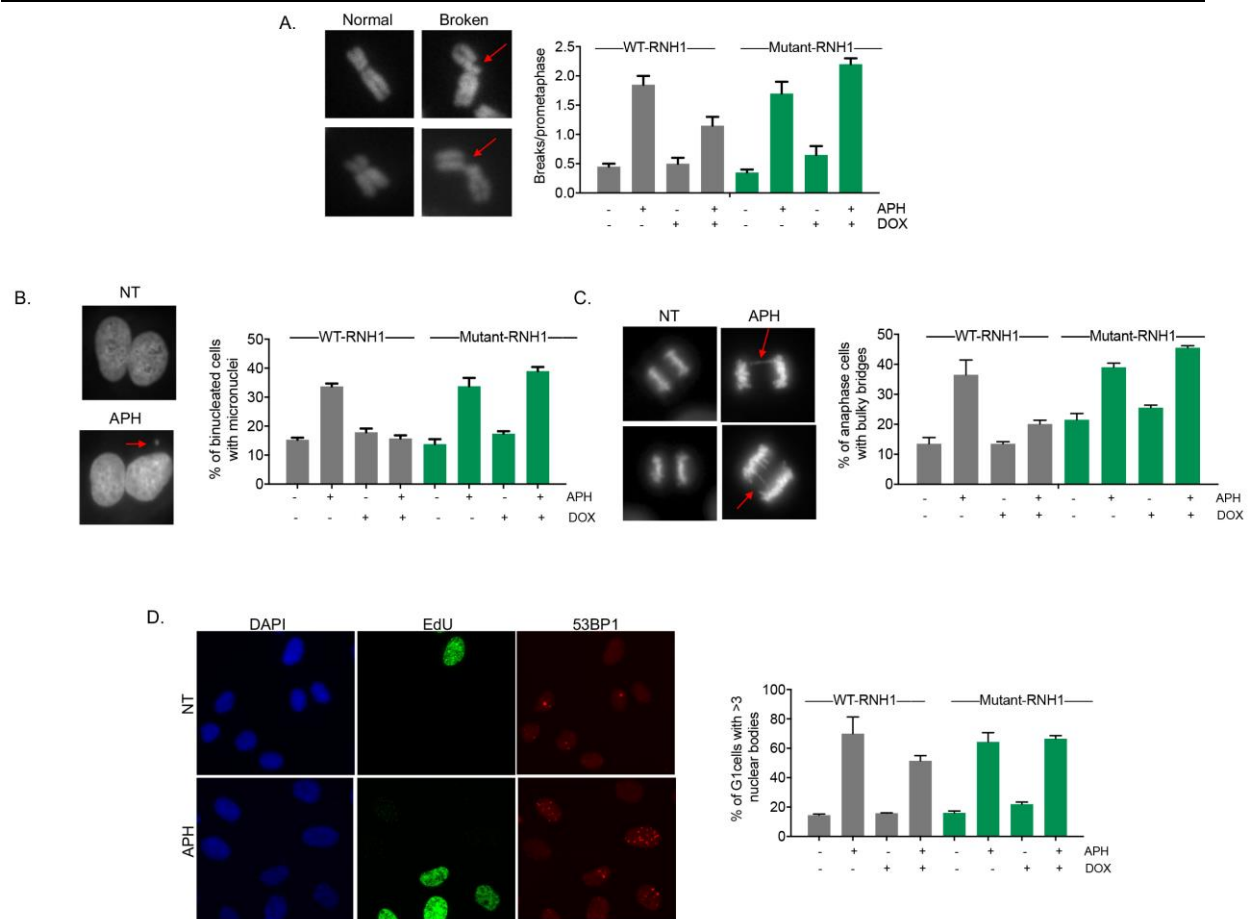 A.
Normal Broken
WT-RNH1 Mutant-RNH1
Breaks/prometaphase
2.5
2.0
1.5
1.0
0.5
0.0
- + - + - + - + APH
- - + + - - + + DOX
B.
NT
APH
WT-RNH1 Mutant-RNH1
% of binucleated cells
with micronuclei
50
40
30
20
10
0
- + - + - + - + APH
- - + + - - + + DOX
C.
NT APH
WT-RNH1 Mutant-RNH1
% of anaphase cells
with bulky bridges
50
40
30
20
10
0
- + - + - + - + APH
- - + + - - + + DOX
D.
DAPI EdU 53BP1
NT
APH
WT-RNH1 Mutant-RNH1
% of G1cells with >3
nuclear bodies
100
80
60
40
20
0
- + - + - + - + APH
- - + + - - + + DOX